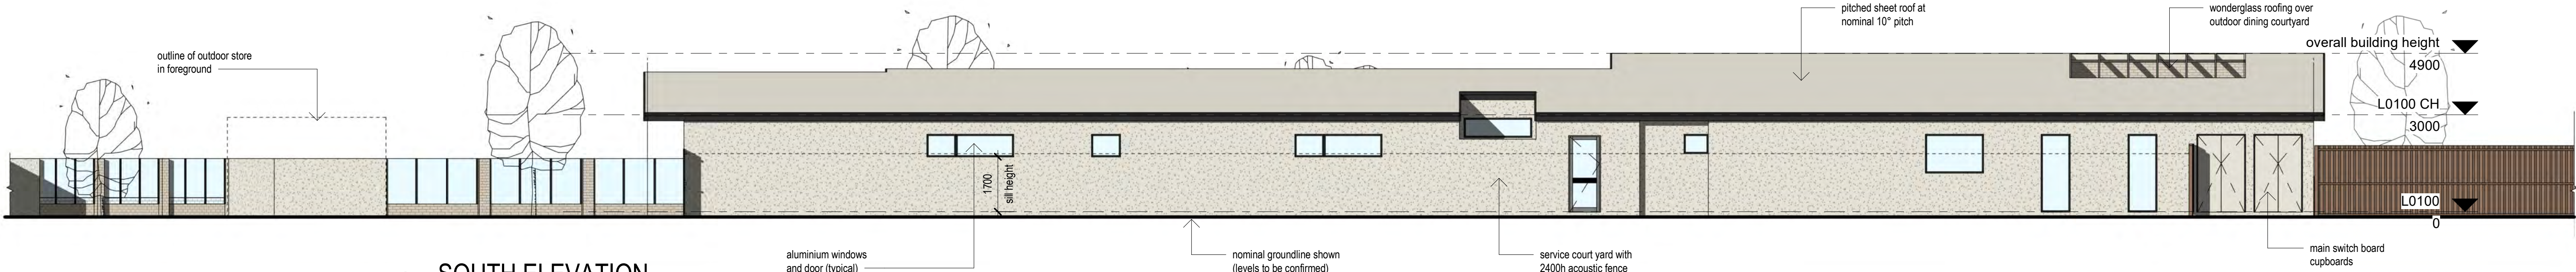 pitched sheet roof at
nominal 10° pitch
wonderglass roofing over
outdoor dining courtyard
outline of outdoor store
in foreground
overall building height
4900
L0100 CH
3000
1700
sill height
L0100
0
aluminium windows
and door (typical)
nominal groundline shown
(levels to be confirmed)
service court yard with
2400h acoustic fence
main switch board
cupboards
SOUTH ELEVATION